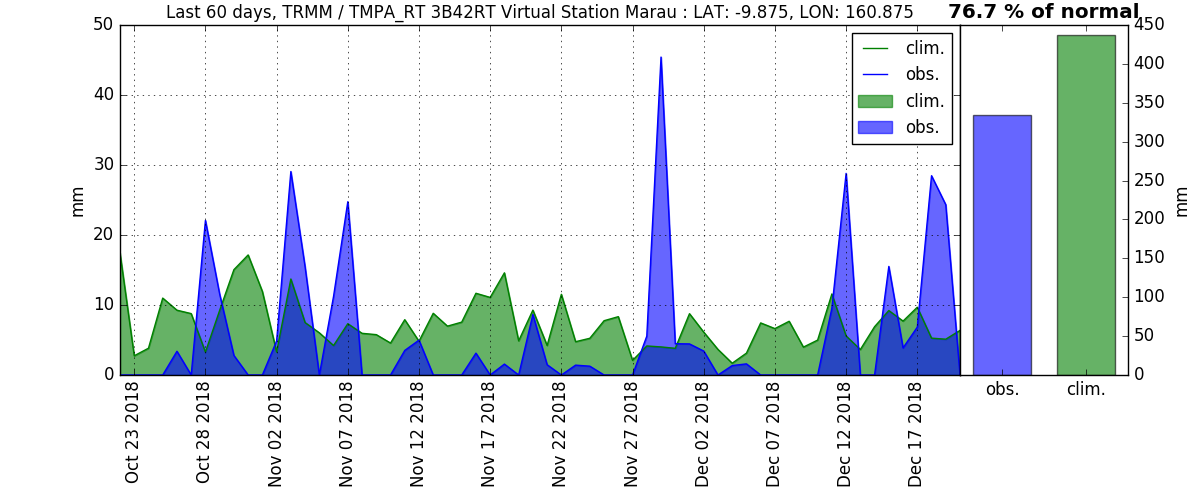 Last 60 days, TRMM / TMPA_RT 3B42RT Virtual Station Marau : LAT: -9.875, LON: 160.875
76.7 % of normal
50
40
30
20
10
0
mm
clim.
obs.
clim.
obs.
450
400
350
300
250
200
150
100
50
0
mm
obs.
clim.
Oct 23 2018
Oct 28 2018
Nov 02 2018
Nov 07 2018
Nov 12 2018
Nov 17 2018
Nov 22 2018
Nov 27 2018
Dec 02 2018
Dec 07 2018
Dec 12 2018
Dec 17 2018